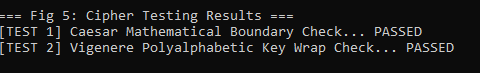 === Fig 5: Cipher Testing Results ===
[TEST 1] Caesar Mathematical Boundary Check... PASSED
[TEST 2] Vigenere Polyalphabetic Key Wrap Check... PASSED